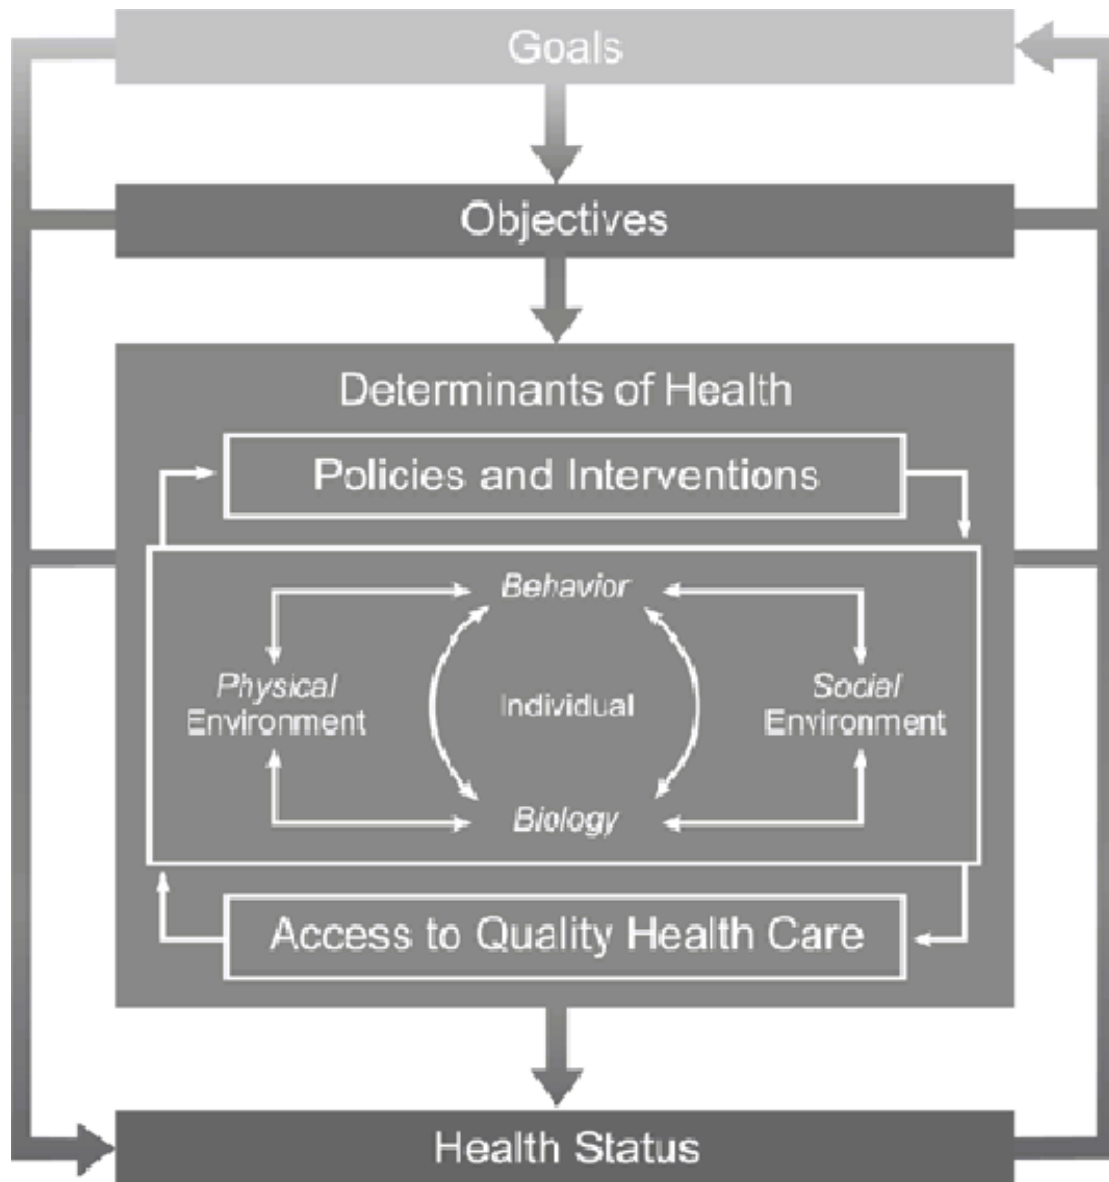 Goals
Objectives
Determinants of Health
Policies and Interventions
Behavior
Physical
Environment
Individual
Social
Environment
Biology
Access to Quality Health Care
Health Status